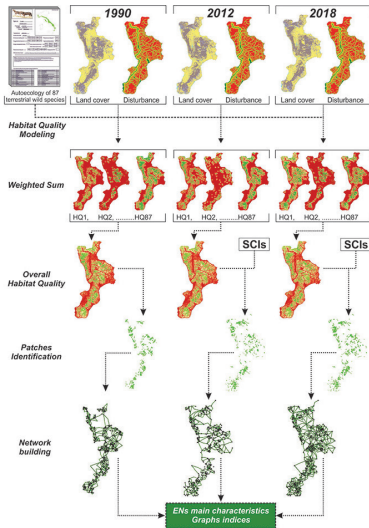 1990
2012
2018
Autoecology of 87
terrestrial wild species
Land cover
Disturbance
Land cover
Disturbance
Land cover
Disturbance
Habitat Quality
Modeling
Weighted Sum
HQ1, HQ2, ........HQ87
HQ1, HQ2, ........HQ87
HQ1, HQ2, ........HQ87
SCIs
SCIs
Overall
Habitat Quality
Patches
Identification
Network
building
ENs main characteristics
Graphs indices